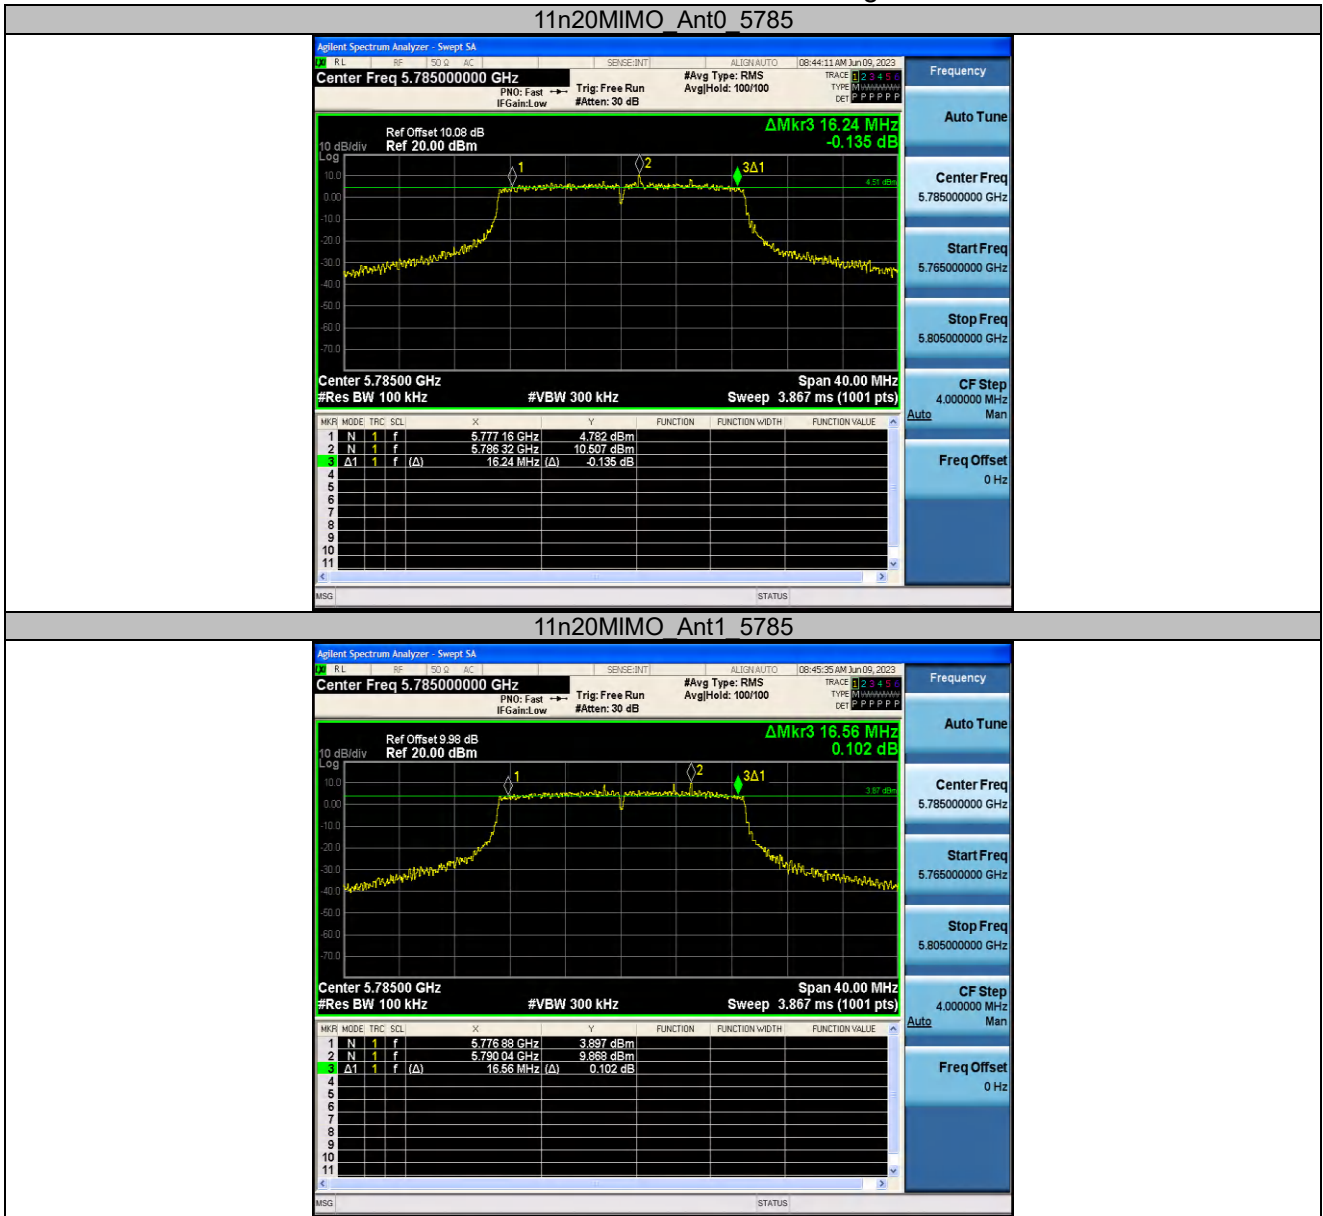 11n20MIMO_Ant0_5785
Agilent Spectrum Analyzer - Swept SA
RL RF 50 Ω AC SENSE:INT ALIGN AUTO 08:44:11 AM Jun 09, 2023
Center Freq 5.785000000 GHz
PNO: Fast
IFGain:Low
Trig: Free Run
#Atten: 30 dB
#Avg Type: RMS
Avg|Hold: 100/100
TRACE 1 2 3 4 5 6
TYPE M
DET P P P P P P
Frequency
Auto Tune
Ref Offset 10.08 dB
10 dB/div Ref 20.00 dBm
ΔMkr3 16.24 MHz
-0.135 dB
Log
10.0
0.00
-10.0
-20.0
-30.0
-40.0
-50.0
-60.0
-70.0
1
2
3Δ1
4.51 dBm
Center Freq
5.785000000 GHz
Start Freq
5.765000000 GHz
Stop Freq
5.805000000 GHz
CF Step
4.000000 MHz
Auto Man
Freq Offset
0 Hz
Center 5.78500 GHz Span 40.00 MHz
#Res BW 100 kHz #VBW 300 kHz Sweep 3.867 ms (1001 pts)
MKR MODE TRC SCL X Y FUNCTION FUNCTION WIDTH FUNCTION VALUE
1 N 1 f 5.777 16 GHz 4.782 dBm
2 N 1 f 5.786 32 GHz 10.507 dBm
3 Δ1 1 f (Δ) 16.24 MHz (Δ) -0.135 dB
4
5
6
7
8
9
10
11
MSG STATUS
11n20MIMO_Ant1_5785
Agilent Spectrum Analyzer - Swept SA
RL RF 50 Ω AC SENSE:INT ALIGN AUTO 08:45:35 AM Jun 09, 2023
Center Freq 5.785000000 GHz
PNO: Fast
IFGain:Low
Trig: Free Run
#Atten: 30 dB
#Avg Type: RMS
Avg|Hold: 100/100
TRACE 1 2 3 4 5 6
TYPE M
DET P P P P P P
Frequency
Auto Tune
Ref Offset 9.98 dB
10 dB/div Ref 20.00 dBm
ΔMkr3 16.56 MHz
0.102 dB
Log
10.0
0.00
-10.0
-20.0
-30.0
-40.0
-50.0
-60.0
-70.0
1
2
3Δ1
3.87 dBm
Center Freq
5.785000000 GHz
Start Freq
5.765000000 GHz
Stop Freq
5.805000000 GHz
CF Step
4.000000 MHz
Auto Man
Freq Offset
0 Hz
Center 5.78500 GHz Span 40.00 MHz
#Res BW 100 kHz #VBW 300 kHz Sweep 3.867 ms (1001 pts)
MKR MODE TRC SCL X Y FUNCTION FUNCTION WIDTH FUNCTION VALUE
1 N 1 f 5.776 88 GHz 3.897 dBm
2 N 1 f 5.790 04 GHz 9.868 dBm
3 Δ1 1 f (Δ) 16.56 MHz (Δ) 0.102 dB
4
5
6
7
8
9
10
11
MSG STATUS